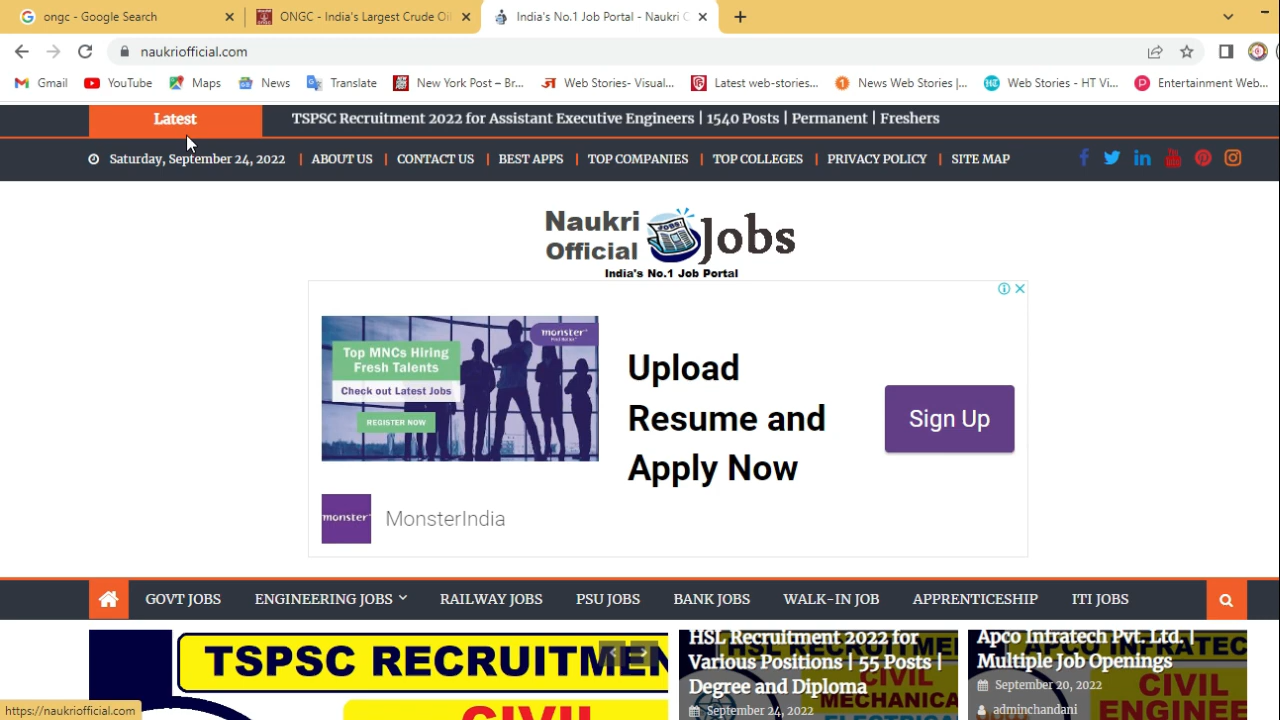 ongc - Google Search
ONGC - India's Largest Crude Oi
India's No.1 Job Portal - Naukri O
naukriofficial.com
Gmail
YouTube
Maps
News
Translate
New York Post – Br...
Web Stories- Visual...
Latest web-stories...
News Web Stories |...
Web Stories - HT Vi...
Entertainment Web...
Latest
TSPSC Recruitment 2022 for Assistant Executive Engineers | 1540 Posts | Permanent | Freshers
Saturday, September 24, 2022
ABOUT US
CONTACT US
BEST APPS
TOP COMPANIES
TOP COLLEGES
PRIVACY POLICY
SITE MAP
Naukri
Official
Jobs
JOBS!
India's No.1 Job Portal
monster
Top MNCs Hiring
Fresh Talents
Check out Latest Jobs
REGISTER NOW
Upload
Resume and
Apply Now
Sign Up
monster
MonsterIndia
GOVT JOBS
ENGINEERING JOBS
RAILWAY JOBS
PSU JOBS
BANK JOBS
WALK-IN JOB
APPRENTICESHIP
ITI JOBS
TSPSC RECRUITMEN
CIVIL
HSL Recruitment 2022 for
Various Positions | 55 Posts |
Degree and Diploma
September 24, 2022
CIVIL
MECHANICA
ELECTRICAL
Apco Infratech Pvt. Ltd. |
Multiple Job Openings
September 20, 2022
adminchandani
CIVIL
ENGINEE
https://naukriofficial.com